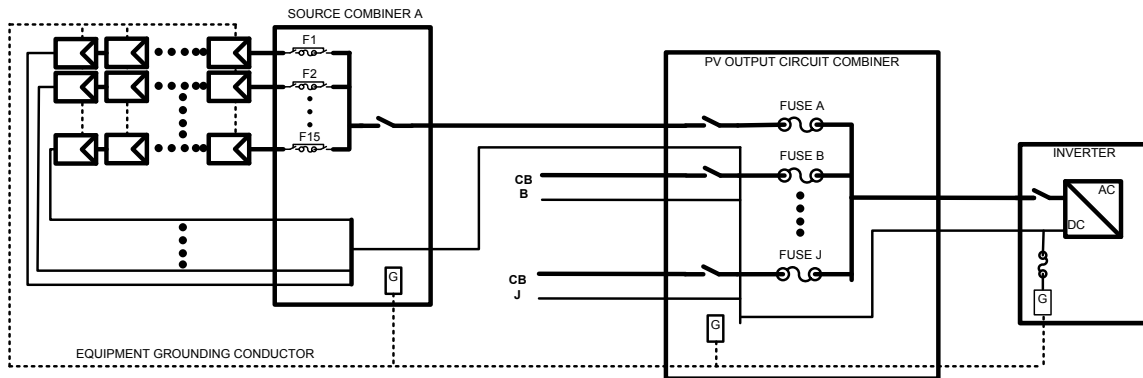 SOURCE COMBINER A
F1
F2
F15
G
EQUIPMENT GROUNDING CONDUCTOR
PV OUTPUT CIRCUIT COMBINER
FUSE A
FUSE B
FUSE J
CB
B
CB
J
G
INVERTER
AC
DC
G